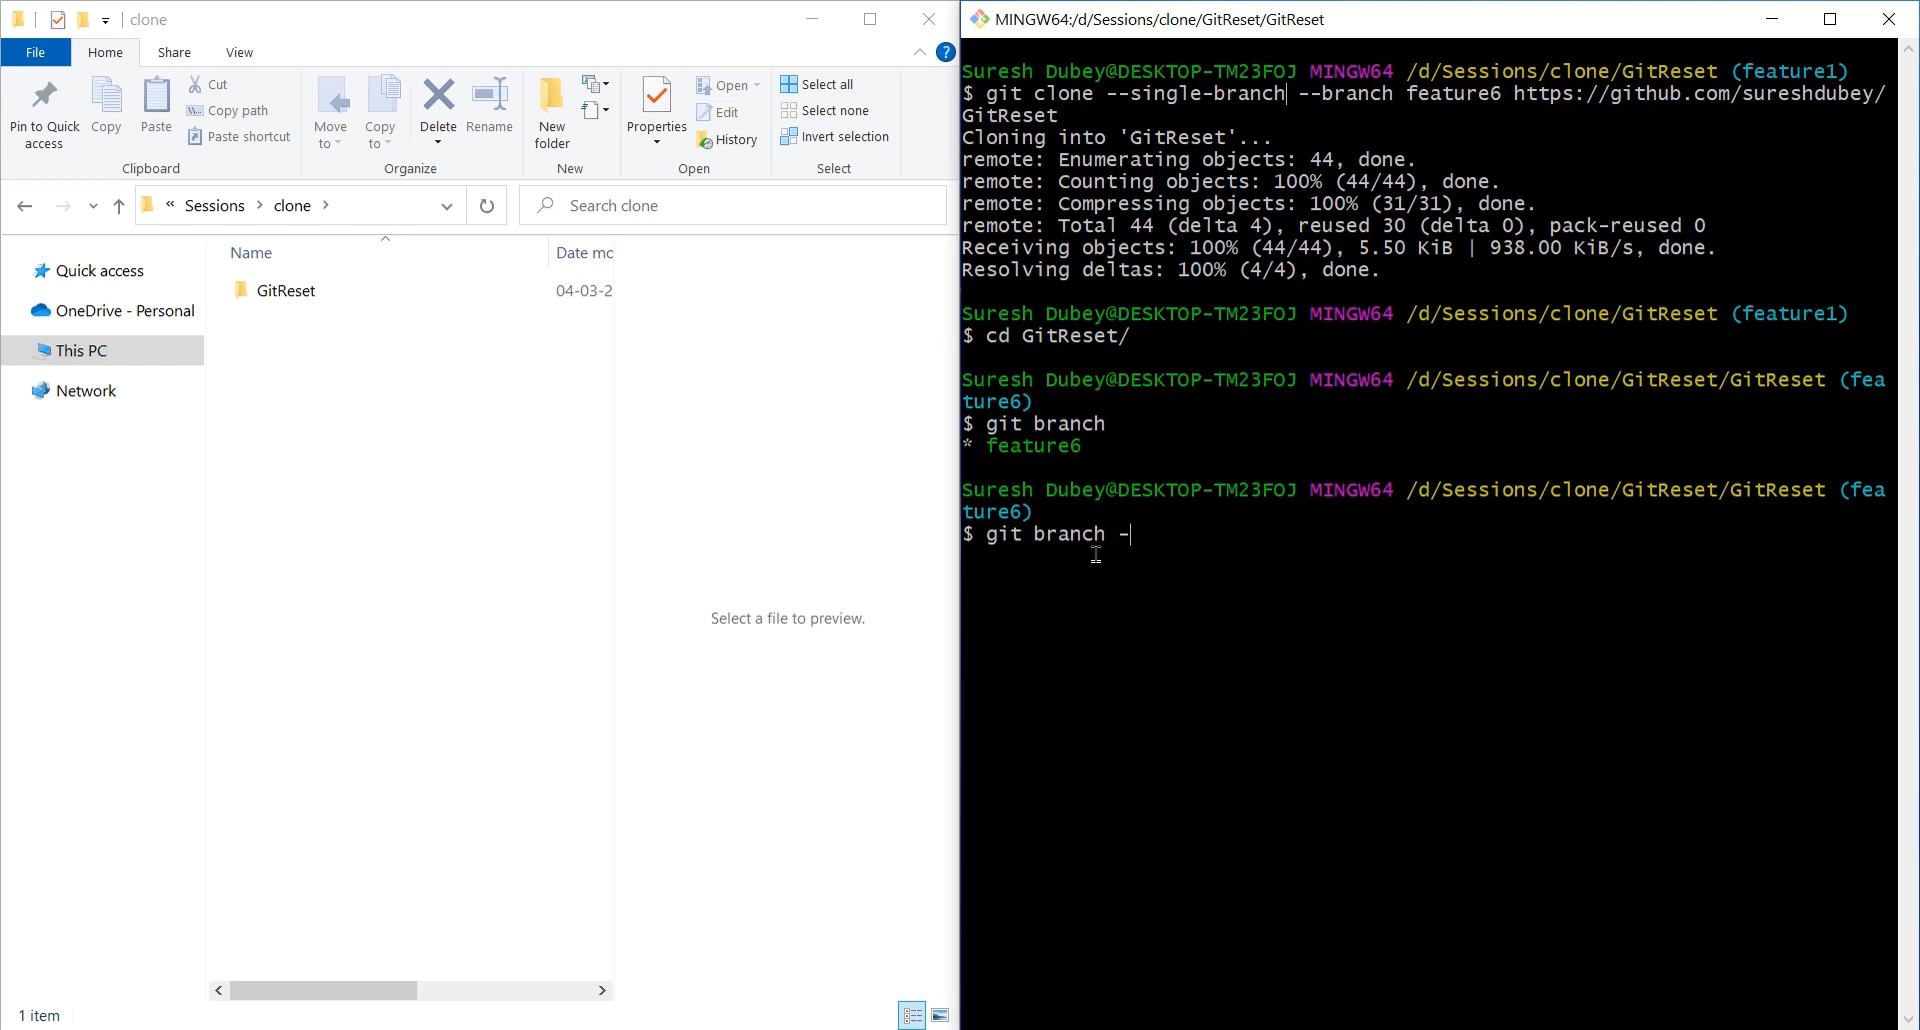 clone
File
Home
Share
View
Pin to Quick
access
Copy
Paste
Cut
Copy path
Paste shortcut
Clipboard
Move
to
Copy
to
Delete
Rename
Organize
New
folder
New
Properties
Open
Edit
History
Open
Select all
Select none
Invert selection
Select
« Sessions > clone >
Search clone
Name
Date mo
Quick access
OneDrive - Personal
This PC
Network
GitReset
04-03-2
Select a file to preview.
1 item
MINGW64:/d/Sessions/clone/GitReset/GitReset
Suresh Dubey@DESKTOP-TM23FOJ MINGW64 /d/Sessions/clone/GitReset (feature1)
$ git clone --single-branch --branch feature6 https://github.com/sureshdubey/
GitReset
Cloning into 'GitReset'...
remote: Enumerating objects: 44, done.
remote: Counting objects: 100% (44/44), done.
remote: Compressing objects: 100% (31/31), done.
remote: Total 44 (delta 4), reused 30 (delta 0), pack-reused 0
Receiving objects: 100% (44/44), 5.50 KiB | 938.00 KiB/s, done.
Resolving deltas: 100% (4/4), done.
Suresh Dubey@DESKTOP-TM23FOJ MINGW64 /d/Sessions/clone/GitReset (feature1)
$ cd GitReset/
Suresh Dubey@DESKTOP-TM23FOJ MINGW64 /d/Sessions/clone/GitReset/GitReset (fea
ture6)
$ git branch
* feature6
Suresh Dubey@DESKTOP-TM23FOJ MINGW64 /d/Sessions/clone/GitReset/GitReset (fea
ture6)
$ git branch -